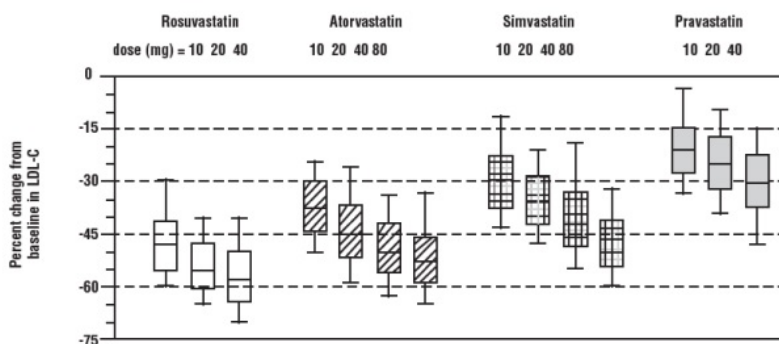 Rosuvastatin Atorvastatin Simvastatin Pravastatin
dose (mg) = 10 20 40 10 20 40 80 10 20 40 80 10 20 40
Percent change from
baseline in LDL-C
0
-15
-30
-45
-60
-75